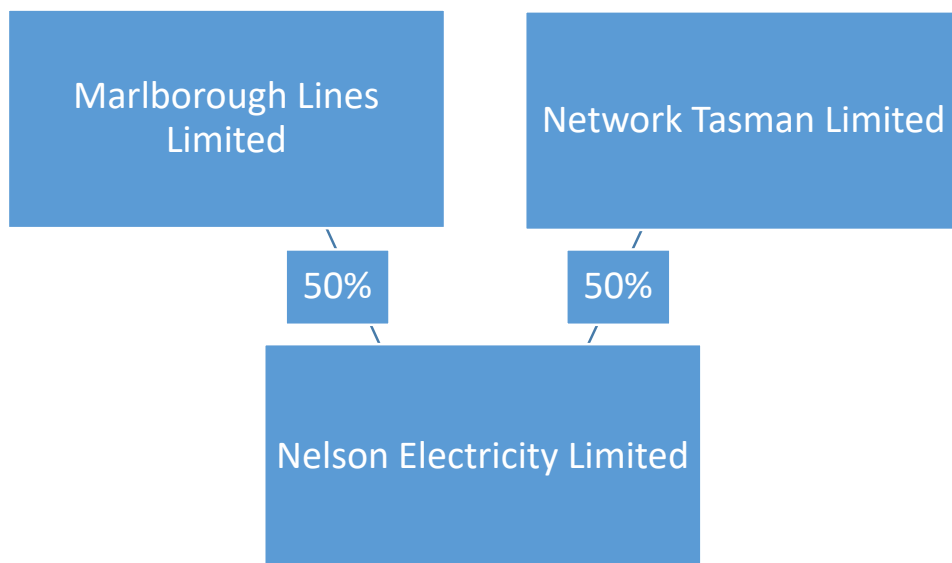 Marlborough Lines
Limited
Network Tasman Limited
50%
50%
Nelson Electricity Limited